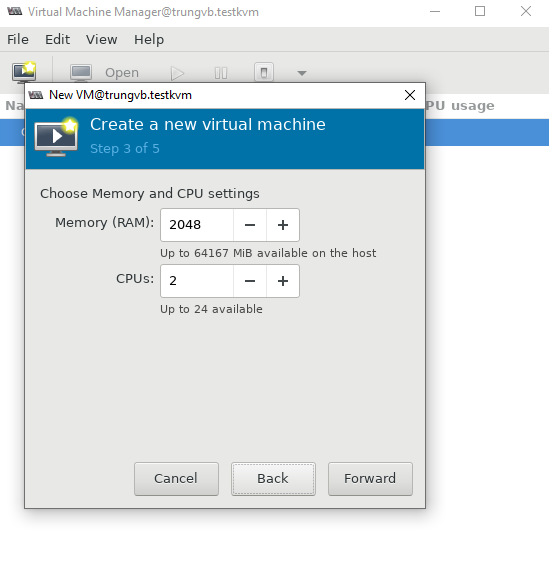 Virtual Machine Manager@trungvb.testkvm
File Edit View Help
Open
Na
PU usage
New VM@trungvb.testkvm
Create a new virtual machine
Step 3 of 5
Choose Memory and CPU settings
Memory (RAM): 2048 − +
Up to 64167 MiB available on the host
CPUs: 2 − +
Up to 24 available
Cancel Back Forward